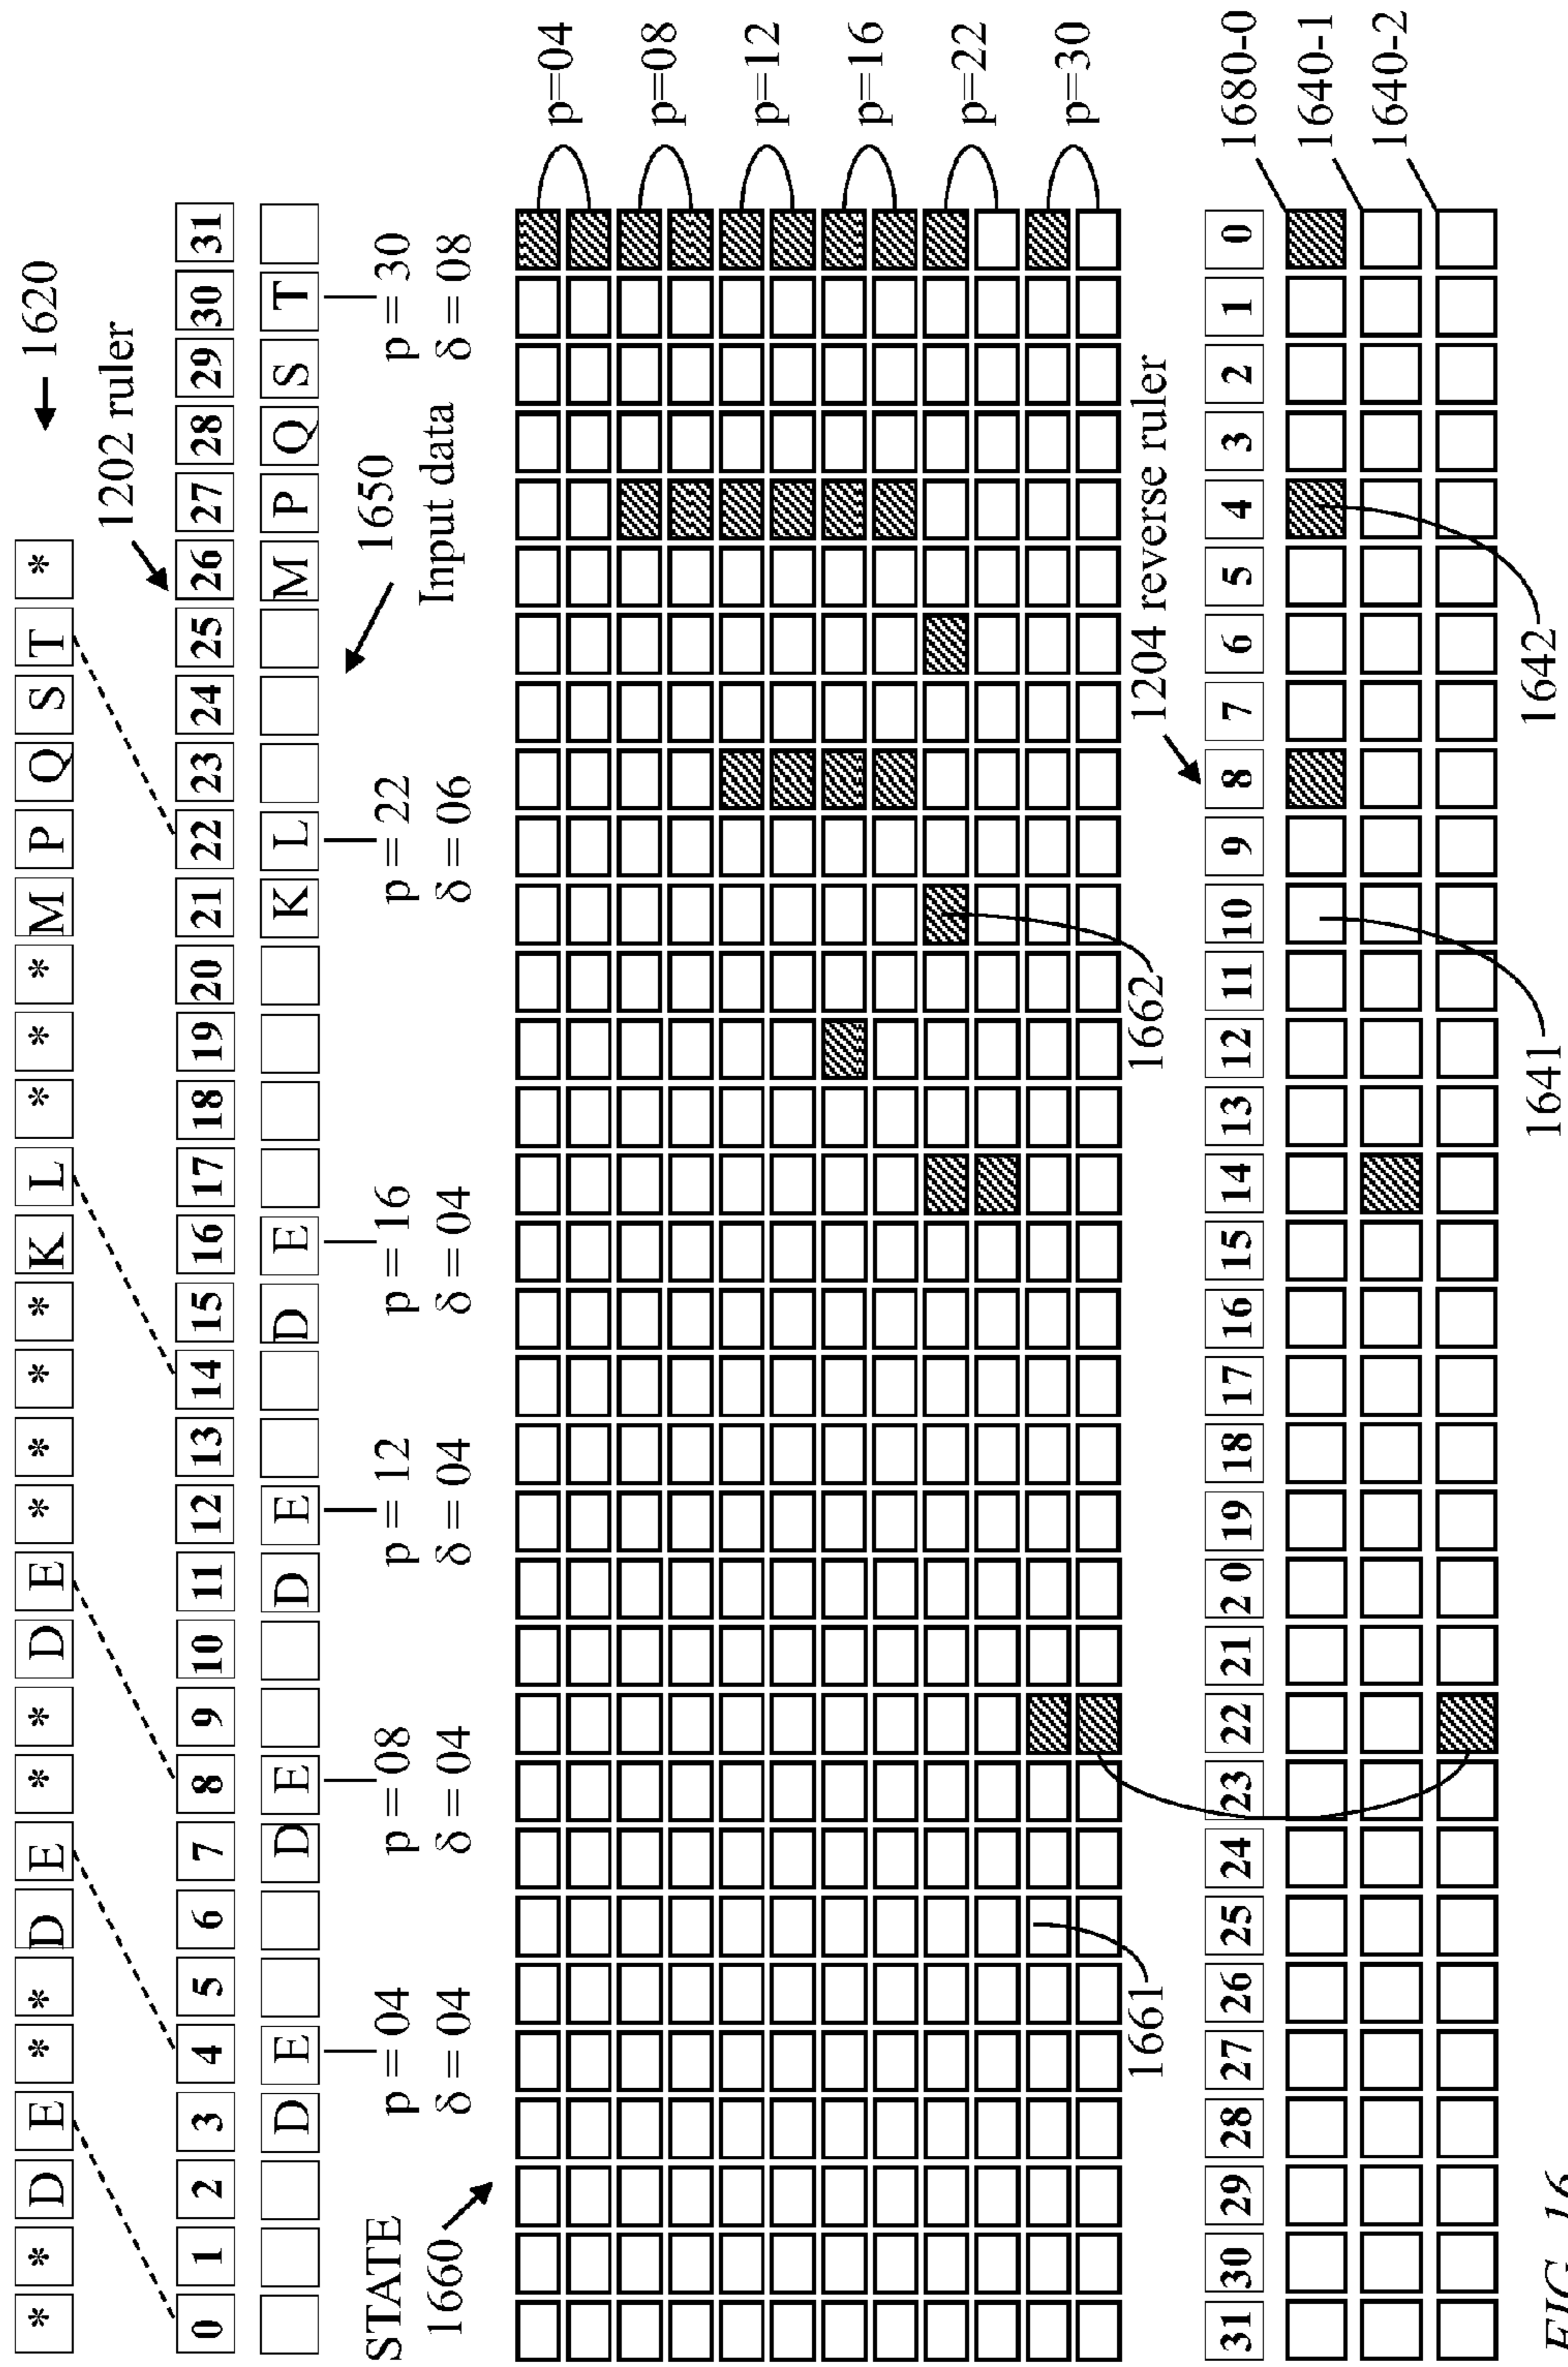 * * D E * * D E * * D E * * * * K L * * * M P Q S T * ← 1620
1202 ruler
0 1 2 3 4 5 6 7 8 9 10 11 12 13 14 15 16 17 18 19 20 21 22 23 24 25 26 27 28 29 30 31
D E D E D E D E K L M P Q S T
1650
Input data
p = 04 p = 08 p = 12 p = 16 p = 22 p = 30
δ = 04 δ = 04 δ = 04 δ = 04 δ = 06 δ = 08
STATE
1660
p=04
p=08
p=12
p=16
p=22
p=30
1661 1662
1204 reverse ruler
31 30 29 28 27 26 25 24 23 22 21 2 0 19 18 17 16 15 14 13 12 11 10 9 8 7 6 5 4 3 2 1 0
1680-0
1640-1
1640-2
1641 1642
FIG. 16